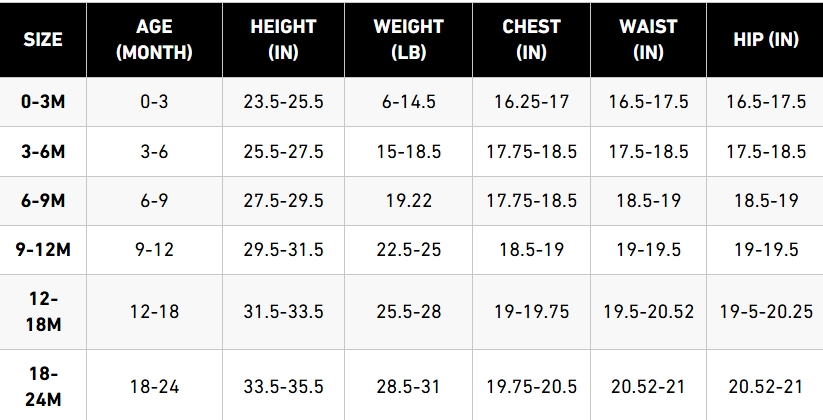 SIZE AGE (MONTH) HEIGHT (IN) WEIGHT (LB) CHEST (IN) WAIST (IN) HIP (IN)
0-3M 0-3 23.5-25.5 6-14.5 16.25-17 16.5-17.5 16.5-17.5
3-6M 3-6 25.5-27.5 15-18.5 17.75-18.5 17.5-18.5 17.5-18.5
6-9M 6-9 27.5-29.5 19.22 17.75-18.5 18.5-19 18.5-19
9-12M 9-12 29.5-31.5 22.5-25 18.5-19 19-19.5 19-19.5
12-18M 12-18 31.5-33.5 25.5-28 19-19.75 19.5-20.52 19-5-20.25
18-24M 18-24 33.5-35.5 28.5-31 19.75-20.5 20.52-21 20.52-21